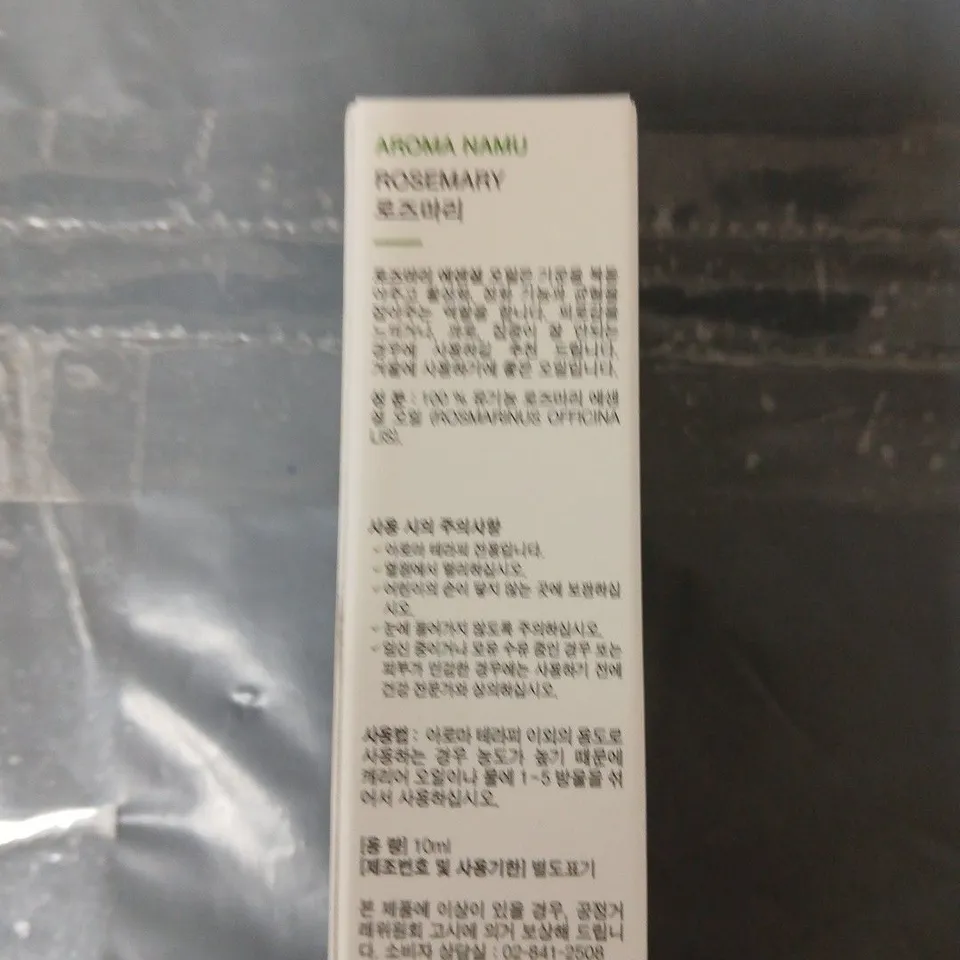 AROMA NAMU
ROSEMARY
로즈마리
로즈마리 에센셜 오일은 기운을 북돋
아주고 활성화, 정화 기능과 균형을
잡아주는 역할을 합니다. 피로감을
느끼거나, 과로, 집중이 잘 안되는
경우에 사용하길 추천 드립니다.
겨울에 사용하기에 좋은 오일입니다.
성 분 : 100 % 유기농 로즈마리 에센
셜 오일 (ROSMARINUS OFFICINA
LIS).
사용 시의 주의사항
- 아로마 테라피 전용입니다.
- 열원에서 멀리하십시오.
- 어린이의 손이 닿지 않는 곳에 보관하십
시오.
- 눈에 들어가지 않도록 주의하십시오.
- 임신 중이거나 모유 수유 중인 경우 또는
피부가 민감한 경우에는 사용하기 전에
건강 전문가와 상의하십시오.
사용법 : 아로마 테라피 이외의 용도로
사용하는 경우 농도가 높기 때문에
캐리어 오일이나 물에 1-5 방울을 섞
어서 사용하십시오.
[용 량] 10ml
[제조번호 및 사용기한] 별도표기
본 제품에 이상이 있을 경우, 공정거
래위원회 고시에 의거 보상해 드립니
다. 소비자 상담실 : 02-841-2508